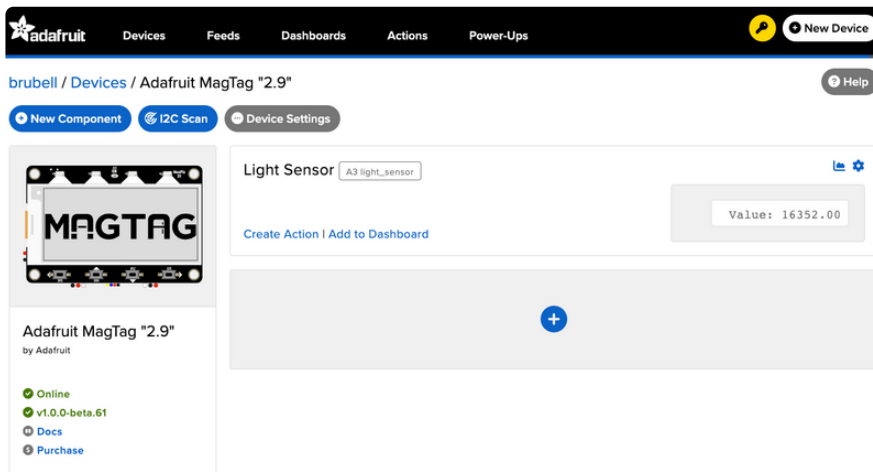 adafruit Devices Feeds Dashboards Actions Power-Ups New Device
brubell / Devices / Adafruit MagTag "2.9"
Help
New Component I2C Scan Device Settings
MAGTAG
Adafruit MagTag "2.9"
by Adafruit
Online
v1.0.0-beta.61
Docs
Purchase
Light Sensor A3 light_sensor
Value: 16352.00
Create Action | Add to Dashboard